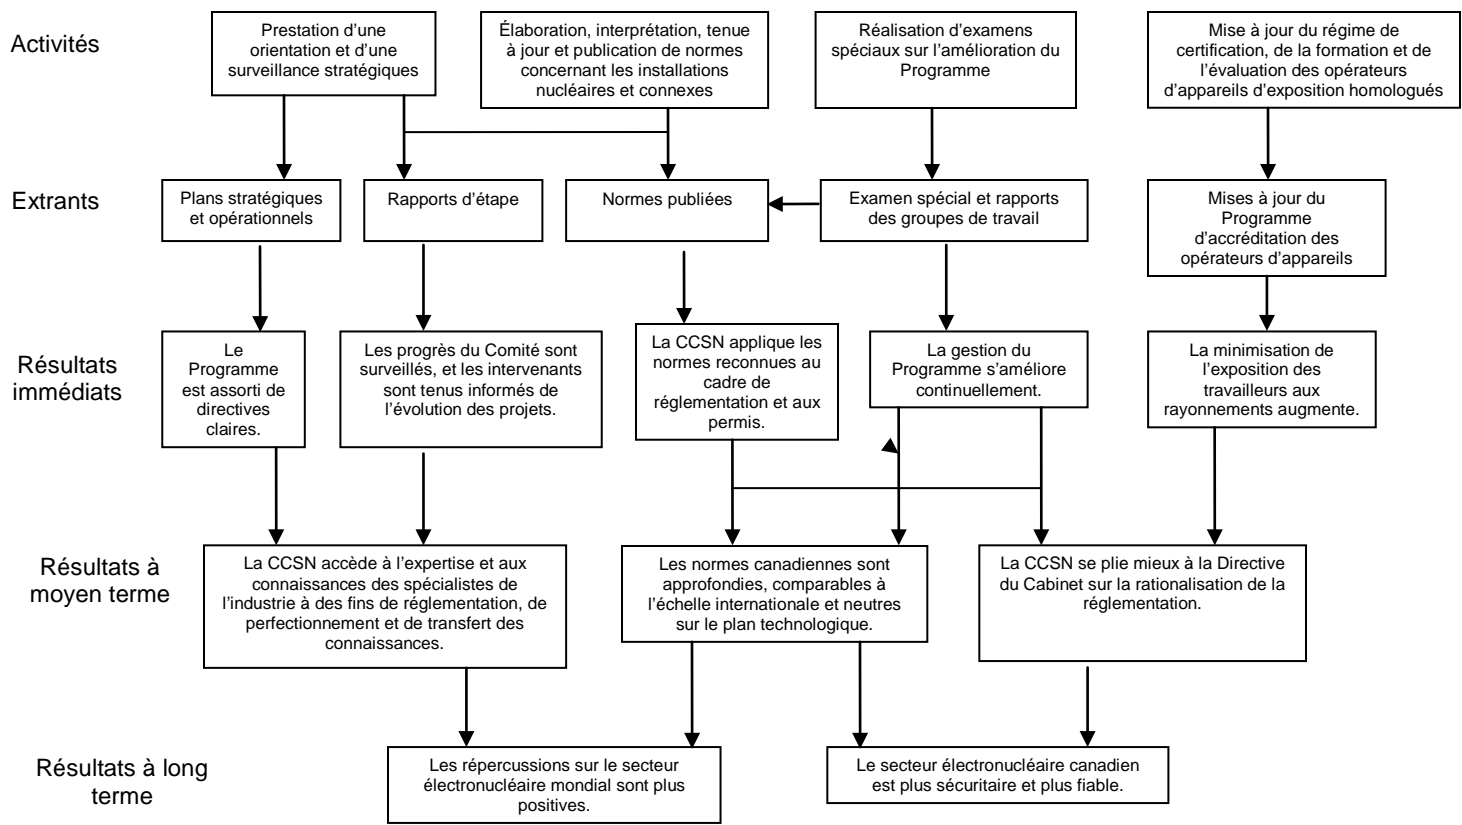 Activités
Prestation d’une
orientation et d’une
surveillance stratégiques
Élaboration, interprétation, tenue
à jour et publication de normes
concernant les installations
nucléaires et connexes
Réalisation d’examens
spéciaux sur l’amélioration du
Programme
Mise à jour du régime de
certification, de la formation et de
l’évaluation des opérateurs
d’appareils d’exposition homologués
Extrants
Plans stratégiques
et opérationnels
Rapports d’étape
Normes publiées
Examen spécial et rapports
des groupes de travail
Mises à jour du
Programme
d’accréditation des
opérateurs d’appareils
Résultats
immédiats
Le
Programme
est assorti de
directives
claires.
Les progrès du Comité sont
surveillés, et les intervenants
sont tenus informés de
l’évolution des projets.
La CCSN applique les
normes reconnues au
cadre de
réglementation et aux
permis.
La gestion du
Programme s’améliore
continuellement.
La minimisation de
l’exposition des
travailleurs aux
rayonnements augmente.
Résultats à
moyen terme
La CCSN accède à l’expertise et aux
connaissances des spécialistes de
l’industrie à des fins de réglementation, de
perfectionnement et de transfert des
connaissances.
Les normes canadiennes sont
approfondies, comparables à
l’échelle internationale et neutres
sur le plan technologique.
La CCSN se plie mieux à la Directive
du Cabinet sur la rationalisation de la
réglementation.
Résultats à long
terme
Les répercussions sur le secteur
électronucléaire mondial sont plus
positives.
Le secteur électronucléaire canadien
est plus sécuritaire et plus fiable.